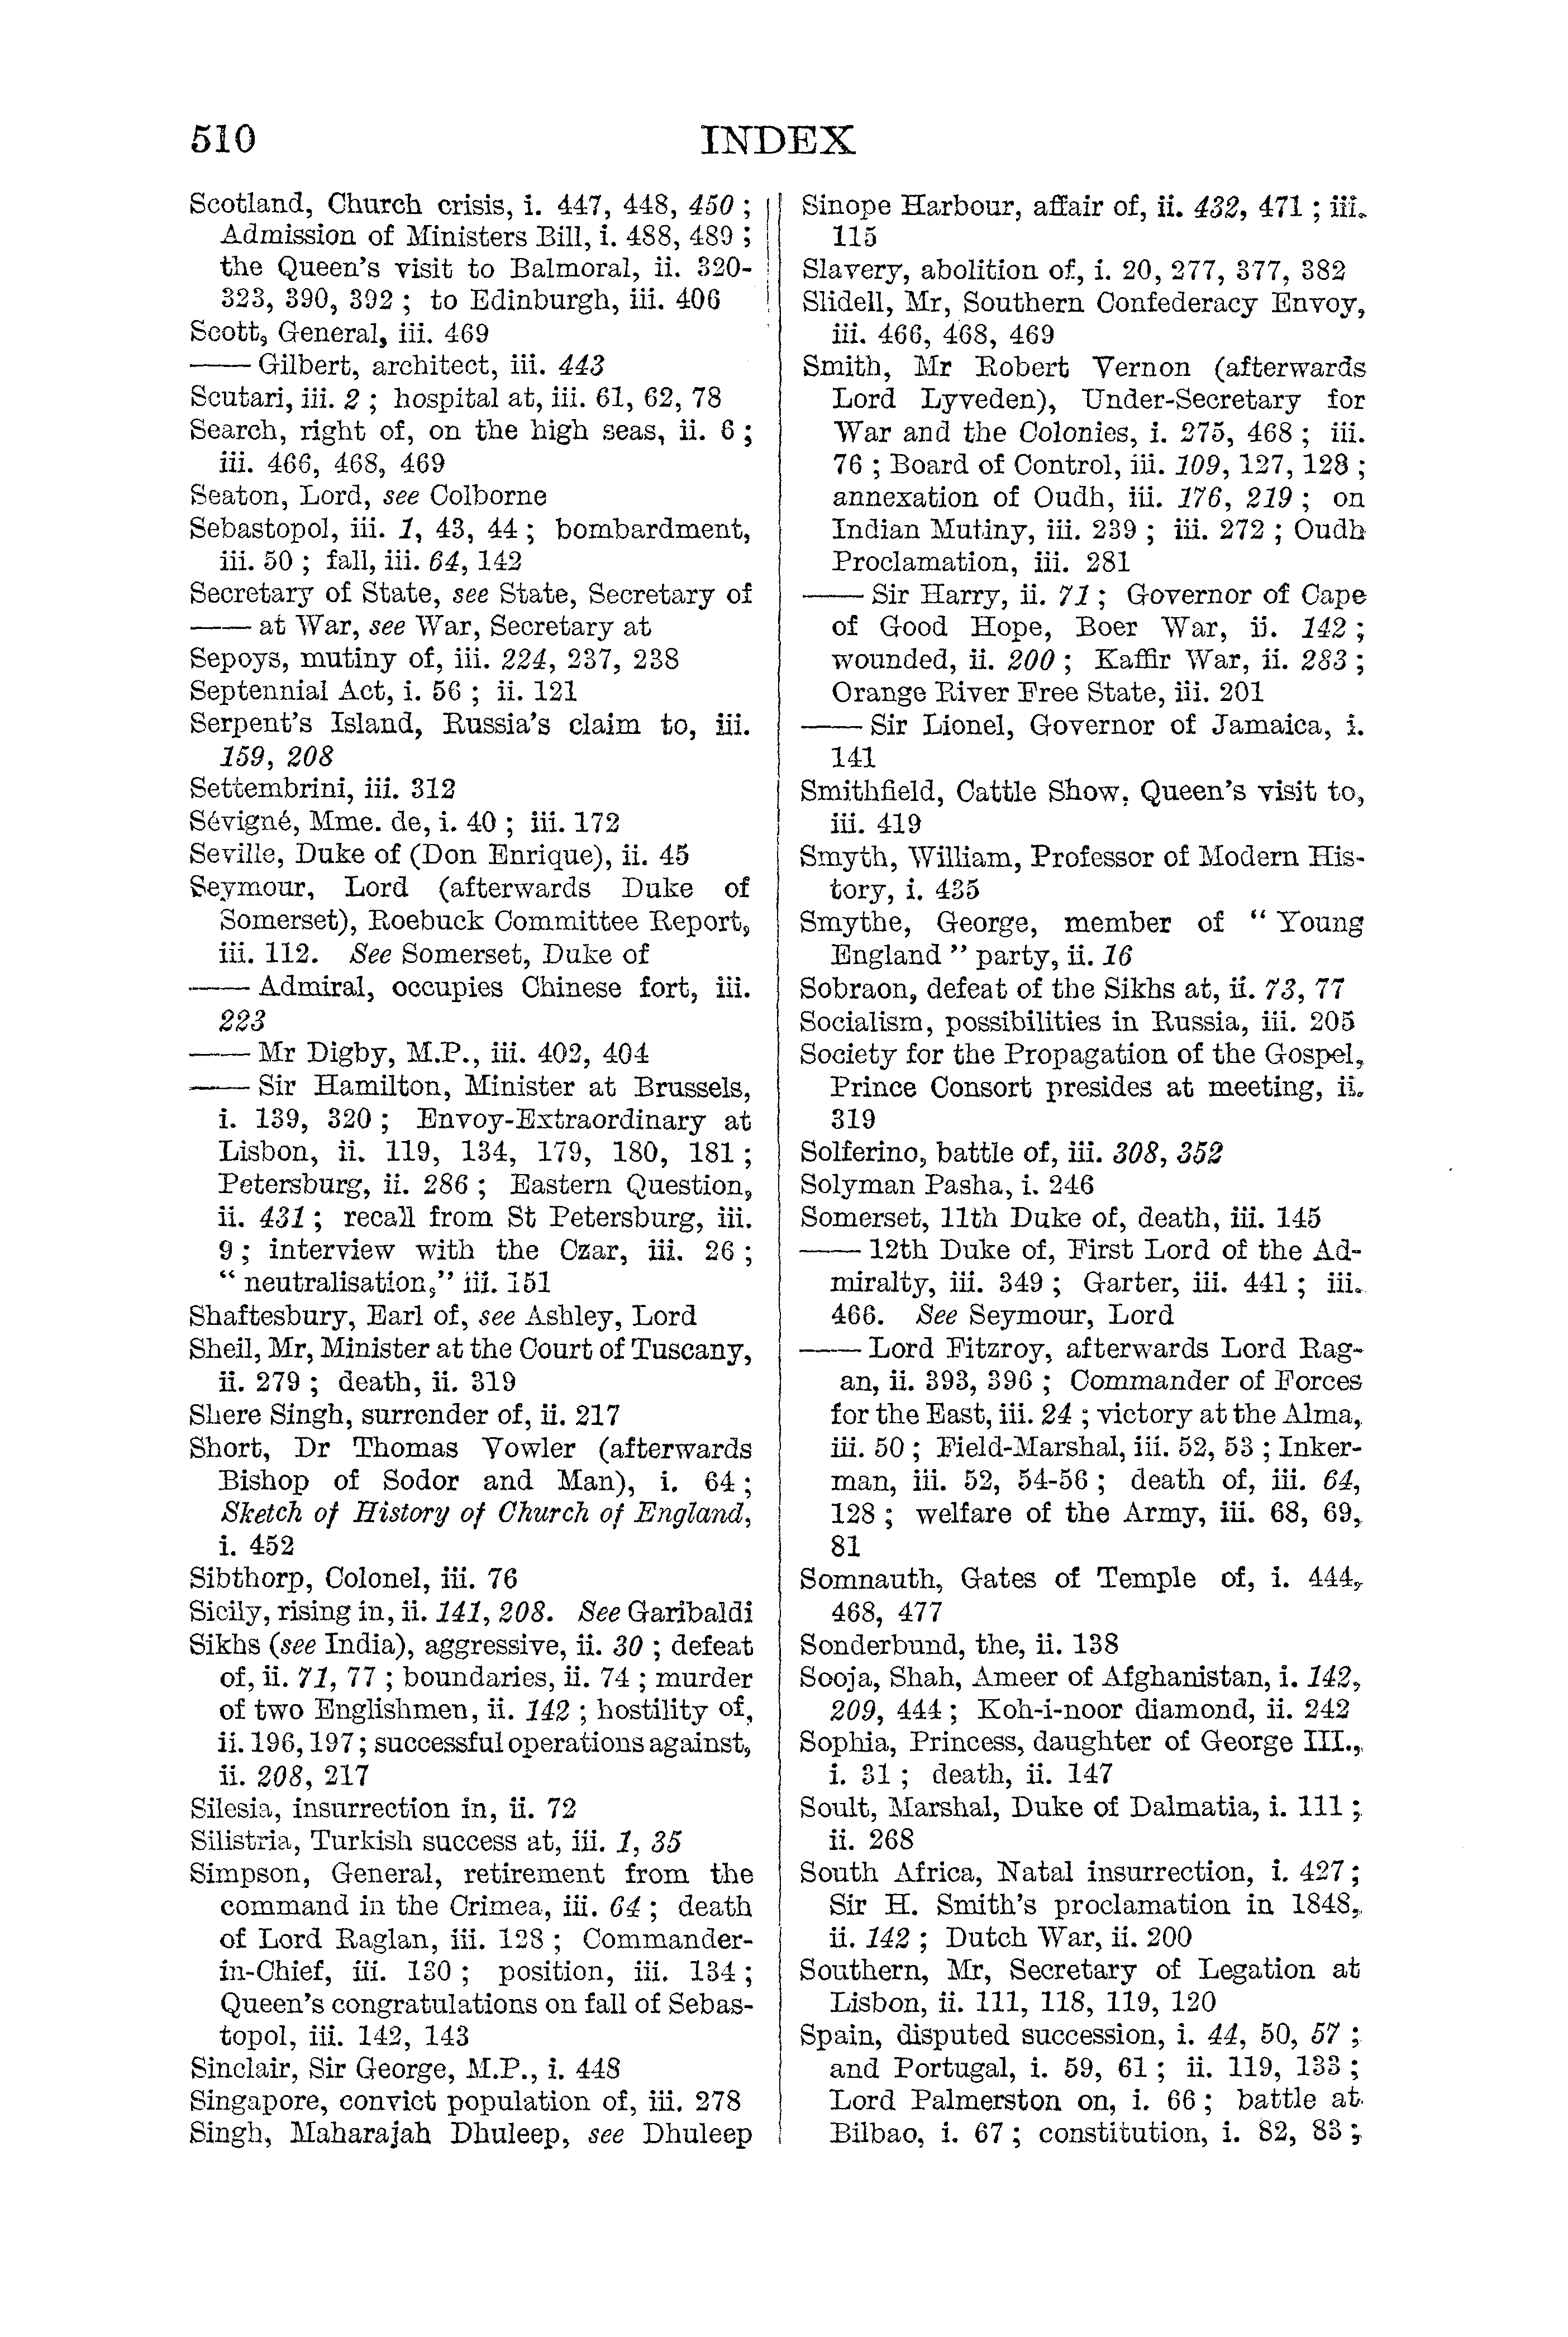 510 INDEX
Scotland, Church crisis, i. 447, 448, 450 ;
Admission of Ministers Bill, i. 488, 489 ;
the Queen's visit to Balmoral, ii. 320-
323, 390, 392 ; to Edinburgh, iii. 406
Scott, General, iii. 469
—— Gilbert, architect, iii. 443
Scutari, iii. 2 ; hospital at, iii. 61, 62, 78
Search, right of, on the high seas, ii. 6 ;
iii. 466, 468, 469
Seaton, Lord, see Colborne
Sebastopol, iii. 1, 43, 44 ; bombardment,
iii. 50 ; fall, iii. 64, 142
Secretary of State, see State, Secretary of
—— at War, see War, Secretary at
Sepoys, mutiny of, iii. 224, 237, 238
Septennial Act, i. 56 ; ii. 121
Serpent's Island, Russia's claim to, iii.
159, 208
Settembrini, iii. 312
Sévigné, Mme. de, i. 40 ; iii. 172
Seville, Duke of (Don Enrique), ii. 45
Seymour, Lord (afterwards Duke of
Somerset), Roebuck Committee Report,
iii. 112. See Somerset, Duke of
—— Admiral, occupies Chinese fort, iii.
223
—— Mr Digby, M.P., iii. 402, 404
—— Sir Hamilton, Minister at Brussels,
i. 139, 320 ; Envoy-Extraordinary at
Lisbon, ii. 119, 134, 179, 180, 181 ;
Petersburg, ii. 286 ; Eastern Question,
ii. 431 ; recall from St Petersburg, iii.
9 ; interview with the Czar, iii. 26 ;
" neutralisation," iii. 151
Shaftesbury, Earl of, see Ashley, Lord
Sheil, Mr, Minister at the Court of Tuscany,
ii. 279 ; death, ii. 319
Shere Singh, surrender of, ii. 217
Short, Dr Thomas Vowler (afterwards
Bishop of Sodor and Man), i. 64 ;
Sketch of History of Church of England,
i. 452
Sibthorp, Colonel, iii. 76
Sicily, rising in, ii. 141, 208. See Garibaldi
Sikhs (see India), aggressive, ii. 30 ; defeat
of, ii. 71, 77 ; boundaries, ii. 74 ; murder
of two Englishmen, ii. 142 ; hostility of,
ii. 196, 197 ; successful operations against,
ii. 208, 217
Silesia, insurrection in, ii. 72
Silistria, Turkish success at, iii. 1, 35
Simpson, General, retirement from the
command in the Crimea, iii. 64 ; death
of Lord Raglan, iii. 128 ; Commander-
in-Chief, iii. 130 ; position, iii. 134 ;
Queen's congratulations on fall of Sebas-
topol, iii. 142, 143
Sinclair, Sir George, M.P., i. 448
Singapore, convict population of, iii. 278
Singh, Maharajah Dhuleep, see Dhuleep
Sinope Harbour, affair of, ii. 432, 471 ; iii.
115
Slavery, abolition of, i. 20, 277, 377, 382
Slidell, Mr, Southern Confederacy Envoy,
iii. 466, 468, 469
Smith, Mr Robert Vernon (afterwards
Lord Lyveden), Under-Secretary for
War and the Colonies, i. 275, 468 ; iii.
76 ; Board of Control, iii. 109, 127, 128 ;
annexation of Oudh, iii. 176, 219 ; on
Indian Mutiny, iii. 239 ; iii. 272 ; Oudh
Proclamation, iii. 281
—— Sir Harry, ii. 71 ; Governor of Cape
of Good Hope, Boer War, ii. 142 ;
wounded, ii. 200 ; Kaffir War, ii. 283 ;
Orange River Free State, iii. 201
—— Sir Lionel, Governor of Jamaica, i.
141
Smithfield, Cattle Show, Queen's visit to,
iii. 419
Smyth, William, Professor of Modern His-
tory, i. 435
Smythe, George, member of " Young
England " party, ii. 16
Sobraon, defeat of the Sikhs at, ii. 73, 77
Socialism, possibilities in Russia, iii. 205
Society for the Propagation of the Gospel,
Prince Consort presides at meeting, ii.
319
Solferino, battle of, iii. 308, 352
Solyman Pasha, i. 246
Somerset, 11th Duke of, death, iii. 145
—— 12th Duke of, First Lord of the Ad-
miralty, iii. 349 ; Garter, iii. 441 ; iii.
466. See Seymour, Lord
—— Lord Fitzroy, afterwards Lord Rag-
an, ii. 393, 396 ; Commander of Forces
for the East, iii. 24 ; victory at the Alma,
iii. 50 ; Field-Marshal, iii. 52, 53 ; Inker-
man, iii. 52, 54-56 ; death of, iii. 64,
128 ; welfare of the Army, iii. 68, 69,
81
Somnauth, Gates of Temple of, i. 444,
468, 477
Sonderbund, the, ii. 138
Sooja, Shah, Ameer of Afghanistan, i. 142,
209, 444 ; Koh-i-noor diamond, ii. 242
Sophia, Princess, daughter of George III.,
i. 31 ; death, ii. 147
Soult, Marshal, Duke of Dalmatia, i. 111 ;
ii. 268
South Africa, Natal insurrection, i. 427 ;
Sir H. Smith's proclamation in 1848,
ii. 142 ; Dutch War, ii. 200
Southern, Mr, Secretary of Legation at
Lisbon, ii. 111, 118, 119, 120
Spain, disputed succession, i. 44, 50, 57 ;
and Portugal, i. 59, 61 ; ii. 119, 133 ;
Lord Palmerston on, i. 66 ; battle at
Bilbao, i. 67 ; constitution, i. 82, 83 ;